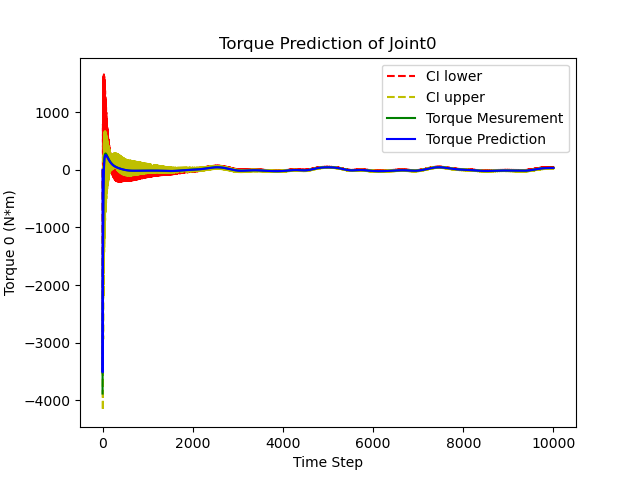 Torque Prediction of Joint0
CI lower
CI upper
Torque Mesurement
Torque Prediction
1000
0
−1000
−2000
−3000
−4000
Torque 0 (N*m)
0 2000 4000 6000 8000 10000
Time Step